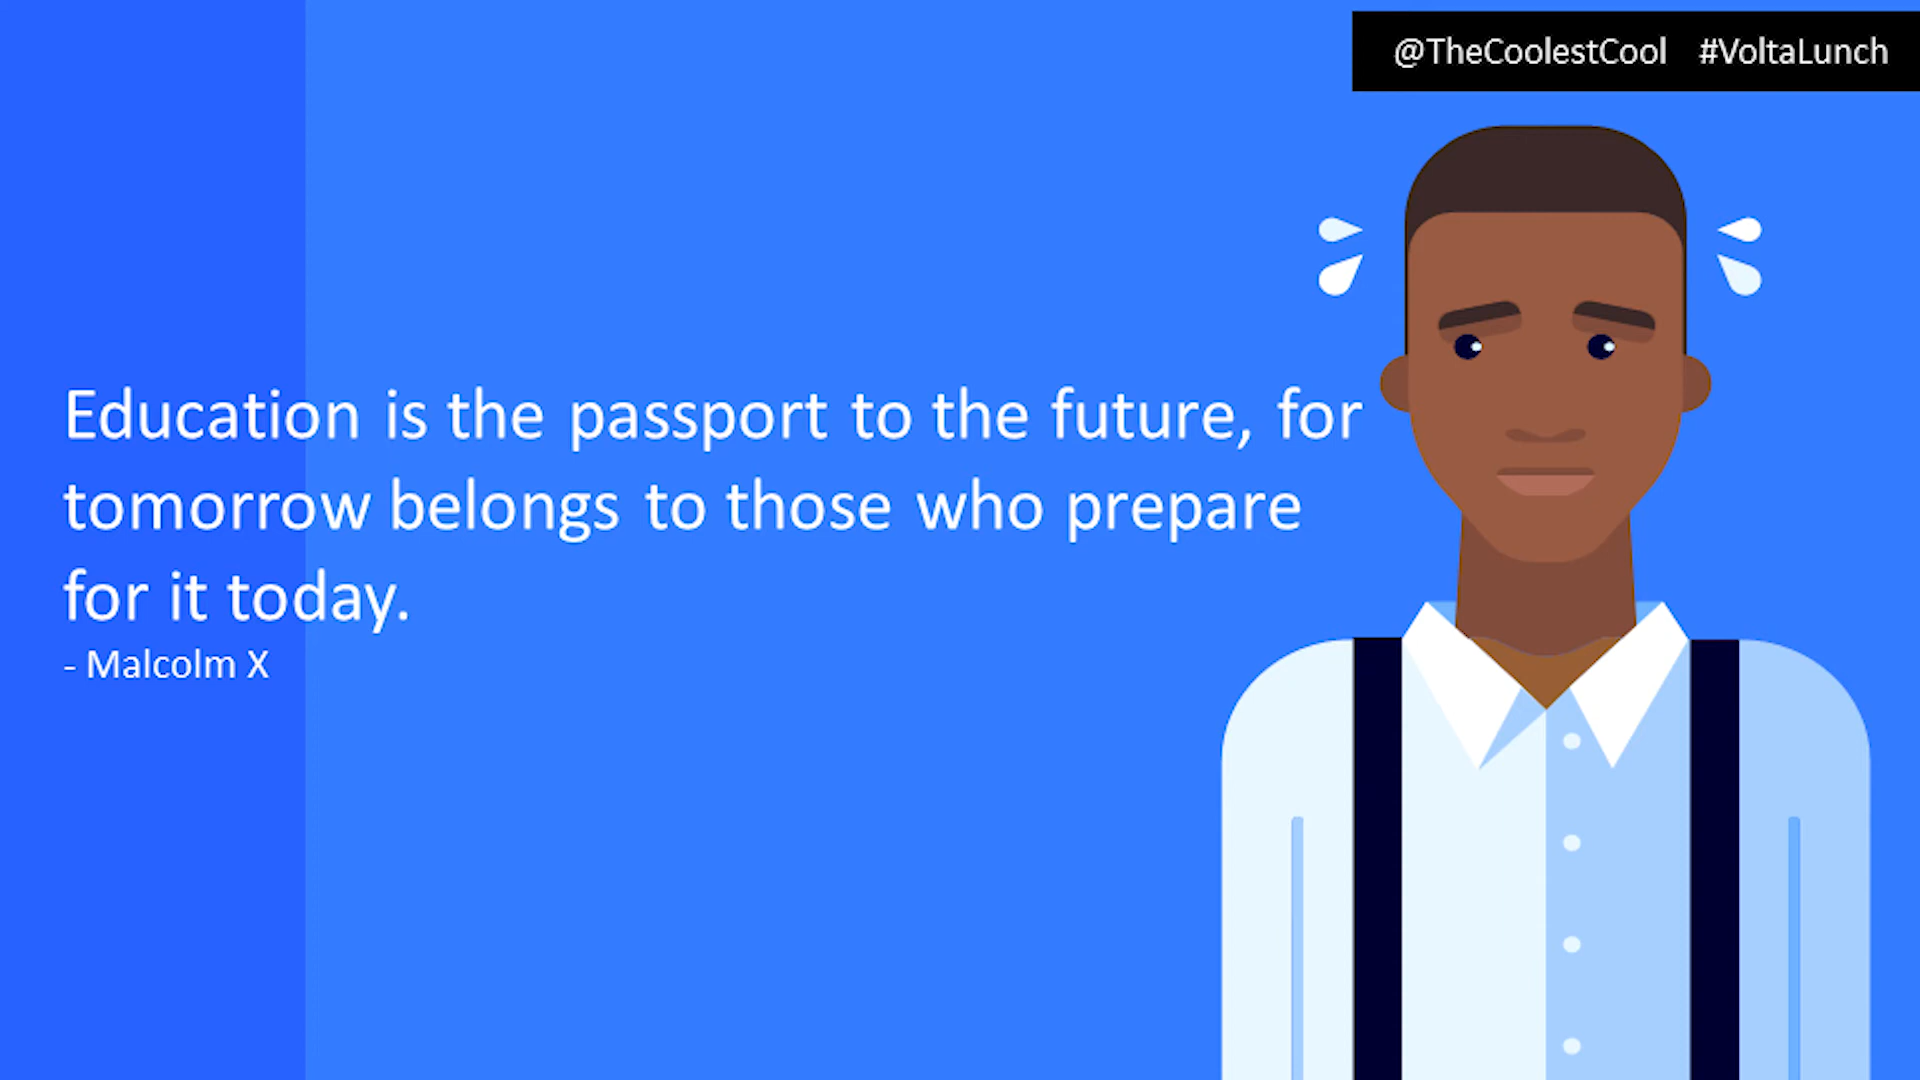 @TheCoolestCool #VoltaLunch
Education is the passport to the future, for
tomorrow belongs to those who prepare
for it today.
- Malcolm X